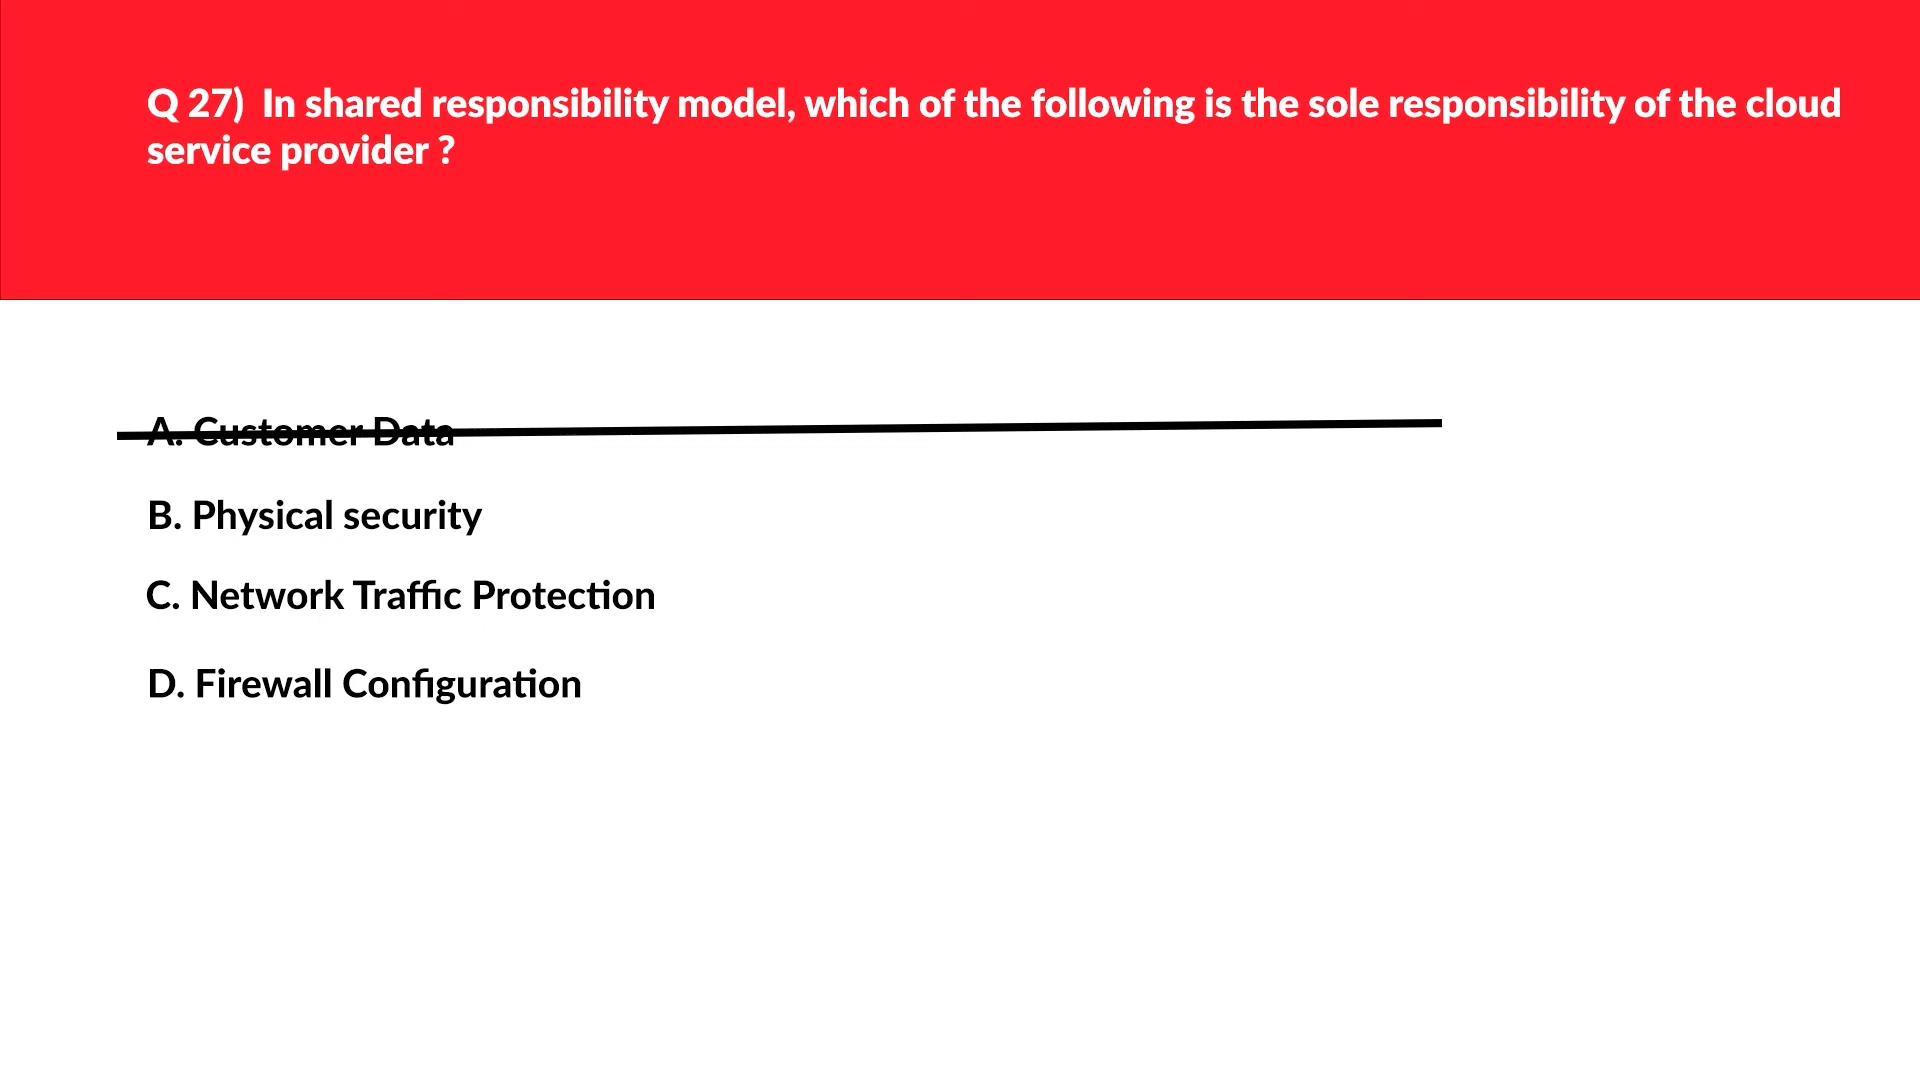 Q 27)  In shared responsibility model, which of the following is the sole responsibility of the cloud
service provider ?
A. Customer Data
B. Physical security
C. Network Traffic Protection
D. Firewall Configuration